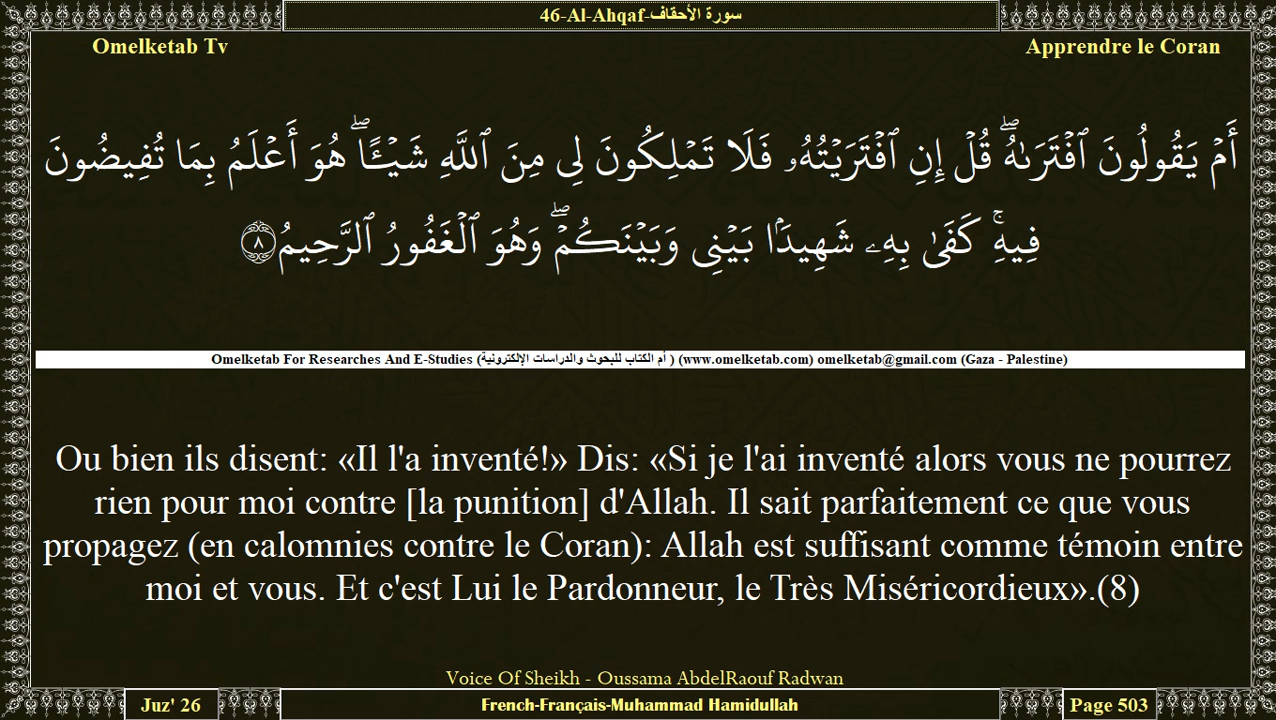 46-Al-Ahqaf-سورة الأحقاف
Omelketab Tv
Apprendre le Coran
أَمۡ يَقُولُونَ ٱفۡتَرَىٰهُۖ قُلۡ إِنِ ٱفۡتَرَيۡتُهُۥ فَلَا تَمۡلِكُونَ لِي مِنَ ٱللَّهِ شَيۡـًٔاۖ هُوَ أَعۡلَمُ بِمَا تُفِيضُونَ
فِيهِۚ كَفَىٰ بِهِۦ شَهِيدَۢا بَيۡنِي وَبَيۡنَكُمۡۖ وَهُوَ ٱلۡغَفُورُ ٱلرَّحِيمُ ٨
Omelketab For Researches And E-Studies (أم الكتاب للبحوث والدراسات الإلكترونية ) (www.omelketab.com) omelketab@gmail.com (Gaza - Palestine)
Ou bien ils disent: «Il l'a inventé!» Dis: «Si je l'ai inventé alors vous ne pourrez
rien pour moi contre [la punition] d'Allah. Il sait parfaitement ce que vous
propagez (en calomnies contre le Coran): Allah est suffisant comme témoin entre
moi et vous. Et c'est Lui le Pardonneur, le Très Miséricordieux».(8)
Voice Of Sheikh - Oussama AbdelRaouf Radwan
Juz' 26
French-Français-Muhammad Hamidullah
Page 503